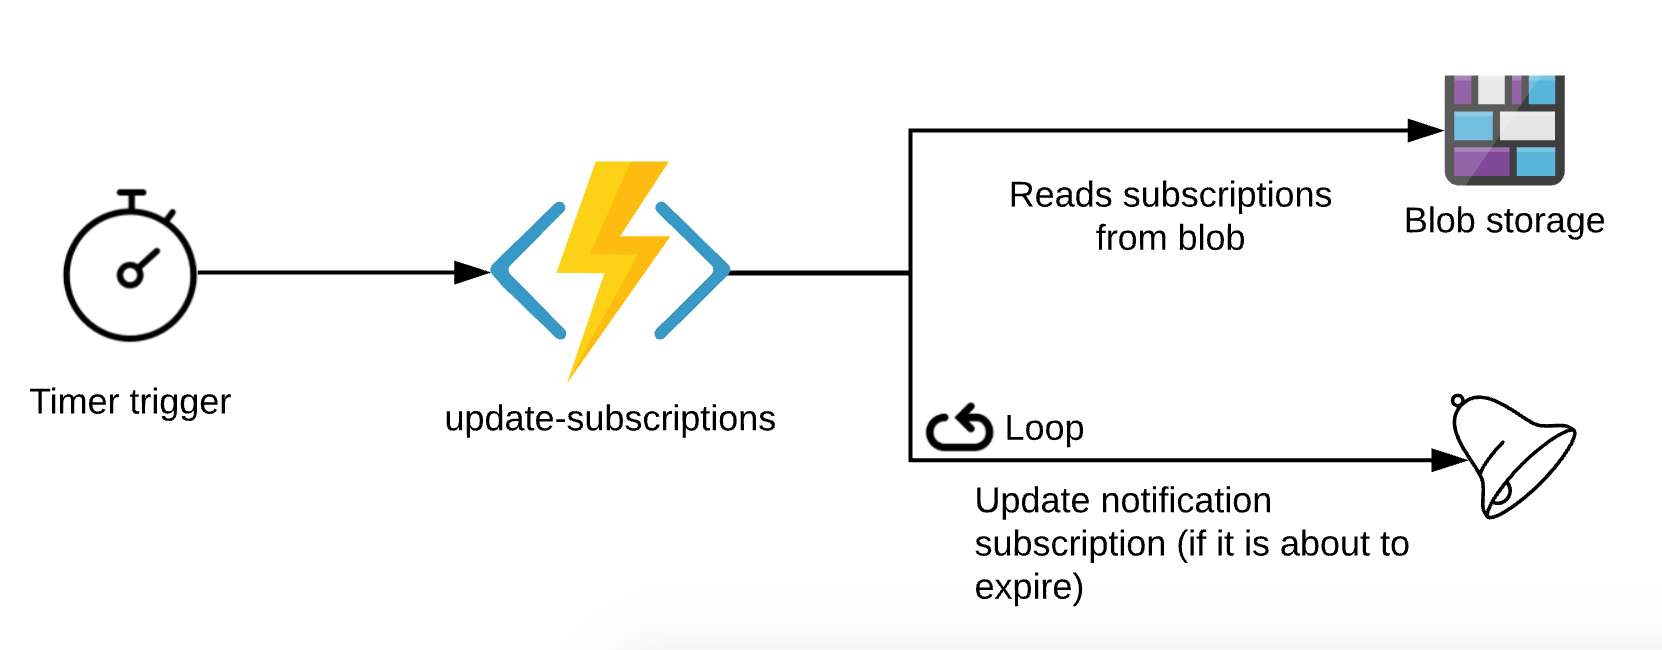 Reads subscriptions
from blob
Blob storage
Timer trigger
update-subscriptions
Loop
Update notification
subscription (if it is about to
expire)